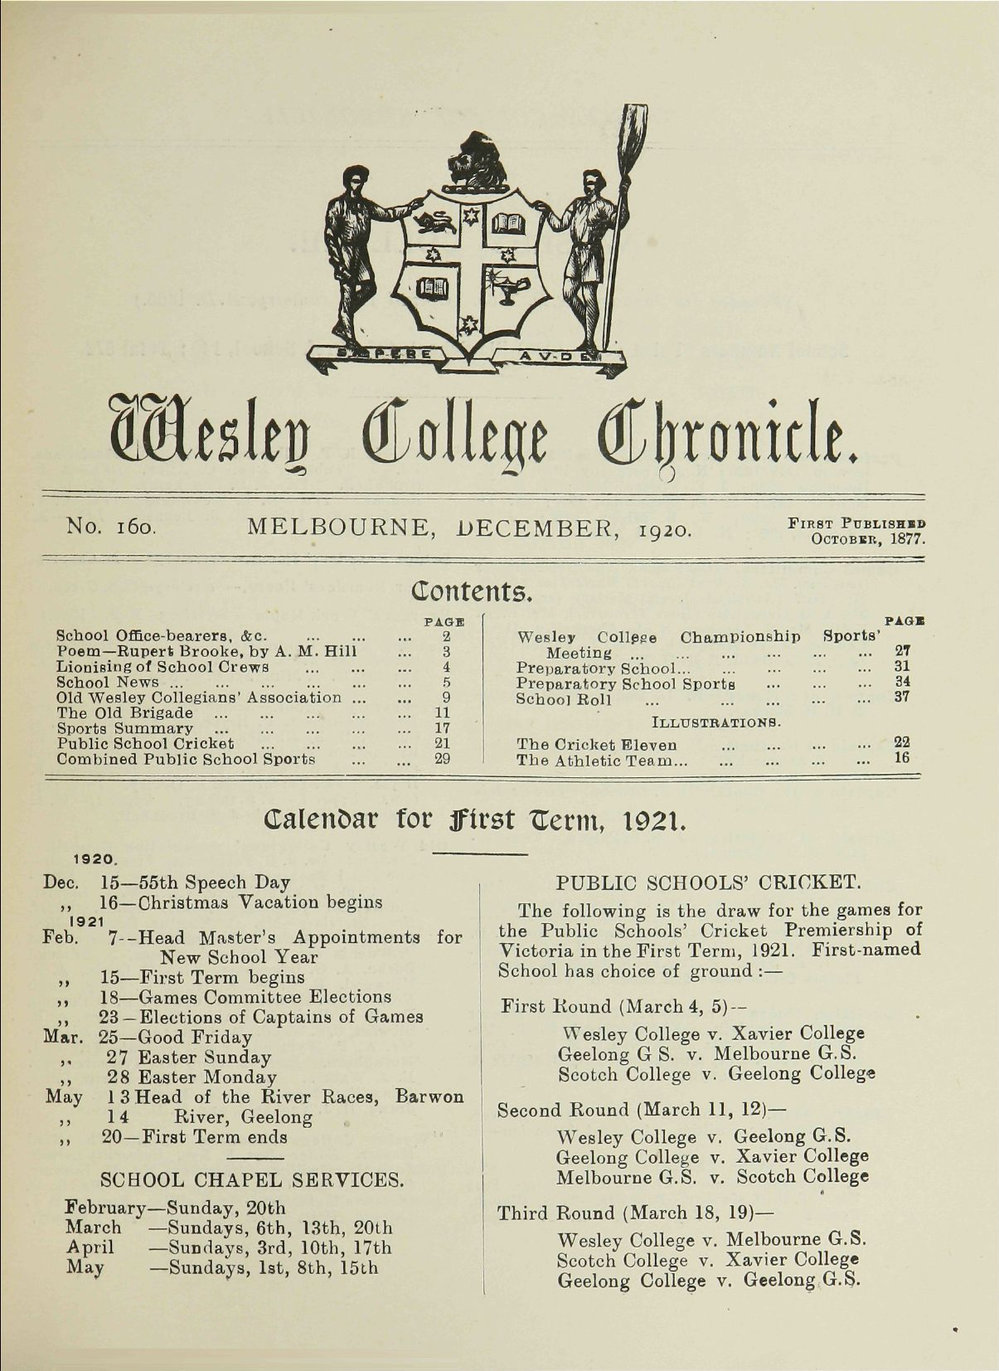 SAPERE AVDE
Wesley College Chronicle.
No. 160. MELBOURNE, DECEMBER, 1920. FIRST PUBLISHED
OCTOBER, 1877.
Contents.
PAGE
School Office-bearers, &c. ... ... ... 2
Poem—Rupert Brooke, by A. M. Hill ... 3
Lionising of School Crews ... ... ... 4
School News ... ... ... ... ... ... 5
Old Wesley Collegians' Association ... ... 9
The Old Brigade ... ... ... ... ... 11
Sports Summary ... ... ... ... ... 17
Public School Cricket ... ... ... ... 21
Combined Public School Sports ... ... 29
PAGE
Wesley College Championship Sports'
Meeting ... ... ... ... ... ... 27
Preparatory School... ... ... ... ... 31
Preparatory School Sports ... ... ... 34
School Roll ... ... ... ... ... 37
ILLUSTRATIONS.
The Cricket Eleven ... ... ... ... 22
The Athletic Team... ... ... ... ... 16
Calendar for First Term, 1921.
1920.
Dec. 15—55th Speech Day
,, 16—Christmas Vacation begins
1921
Feb. 7--Head Master's Appointments for
New School Year
,, 15—First Term begins
,, 18—Games Committee Elections
,, 23—Elections of Captains of Games
Mar. 25—Good Friday
,, 27 Easter Sunday
,, 28 Easter Monday
May 13 Head of the River Races, Barwon
,, 14 River, Geelong
,, 20—First Term ends
SCHOOL CHAPEL SERVICES.
February—Sunday, 20th
March —Sundays, 6th, 13th, 20th
April —Sundays, 3rd, 10th, 17th
May —Sundays, 1st, 8th, 15th
PUBLIC SCHOOLS' CRICKET.
The following is the draw for the games for
the Public Schools' Cricket Premiership of
Victoria in the First Term, 1921. First-named
School has choice of ground :—
First Round (March 4, 5)--
Wesley College v. Xavier College
Geelong G S. v. Melbourne G.S.
Scotch College v. Geelong College
Second Round (March 11, 12)—
Wesley College v. Geelong G.S.
Geelong College v. Xavier College
Melbourne G.S. v. Scotch College
Third Round (March 18, 19)—
Wesley College v. Melbourne G.S.
Scotch College v. Xavier College
Geelong College v. Geelong G.S.